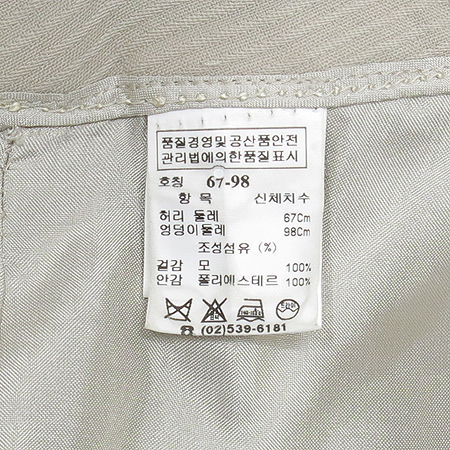 품질경영및공산품안전
관리법에의한품질표시
호칭 67-98
항 목 신체치수
허리 둘레 67Cm
엉덩이둘레 98Cm
조성섬유 (%)
겉감 모 100%
안감 폴리에스테르 100%
드라이
☎ (02)539-6181